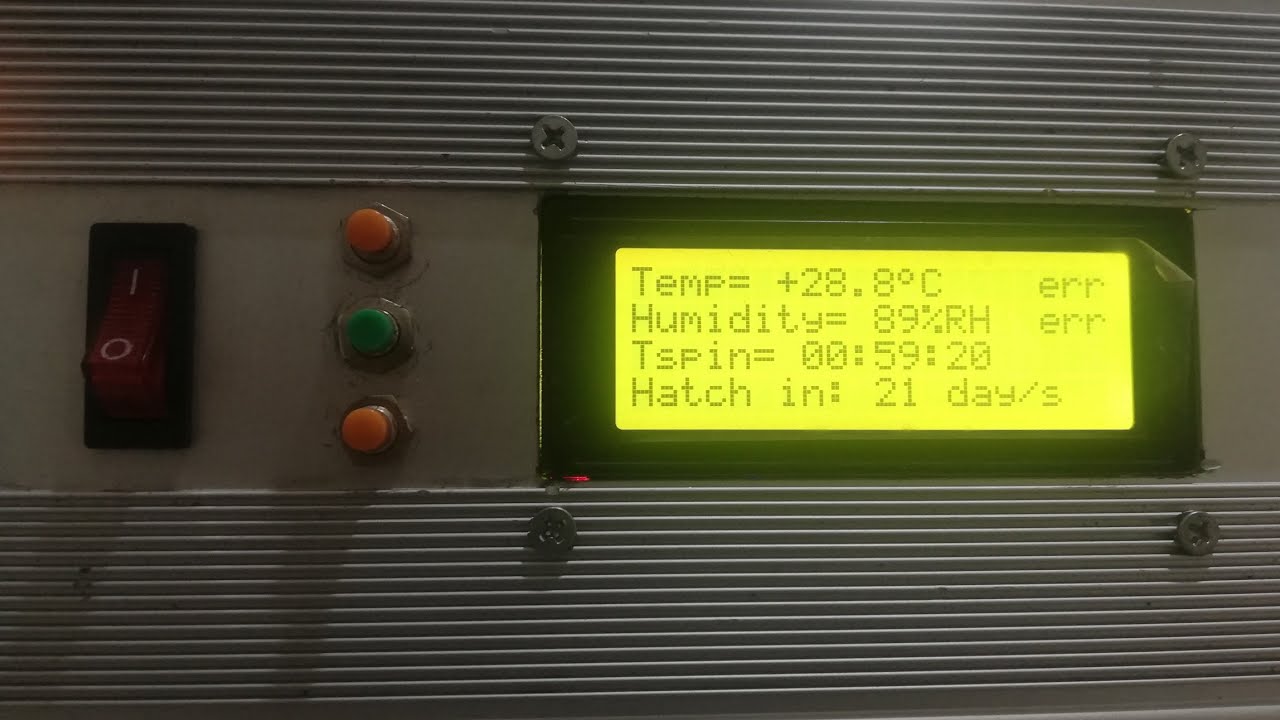 Temp= +28.8°C err
Humidity= 89%RH err
Tspin= 00:59:20
Hatch in: 21 day/s
I
O